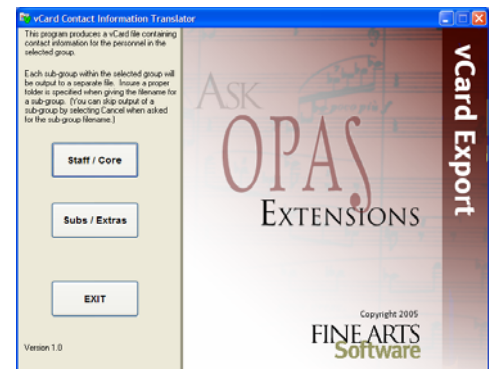 vCard Contact Information Translator
This program produces a vCard file containing
contact information for the personnel in the
selected group.
Each sub-group within the selected group will
be output to a separate file. Insure a proper
folder is specified when giving the filename for
a sub-group. (You can skip output of a
sub-group by selecting Cancel when asked
for the sub-group filename.)
Staff / Core
Subs / Extras
EXIT
Version 1.0
ASK
OPAS
EXTENSIONS
Copyright 2005
FINE ARTS
Software
vCard Export